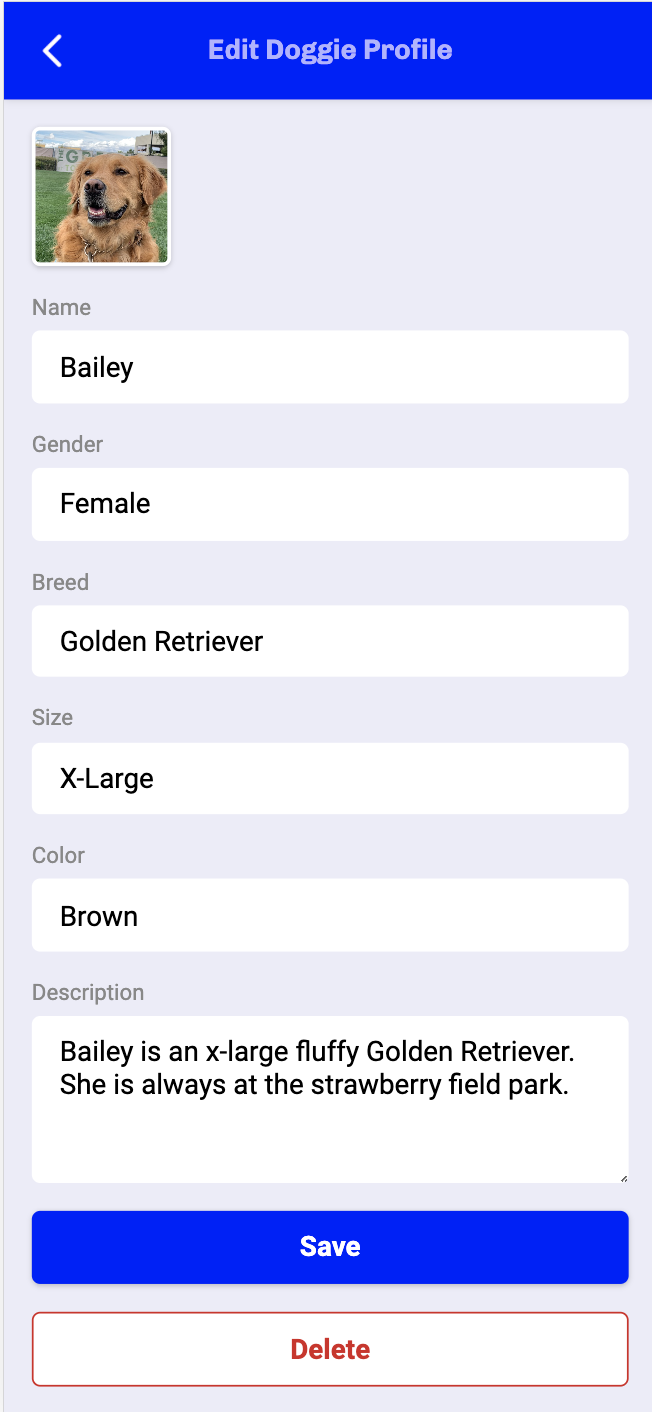 Edit Doggie Profile
Name
Bailey
Gender
Female
Breed
Golden Retriever
Size
X-Large
Color
Brown
Description
Bailey is an x-large fluffy Golden Retriever.
She is always at the strawberry field park.
Save
Delete